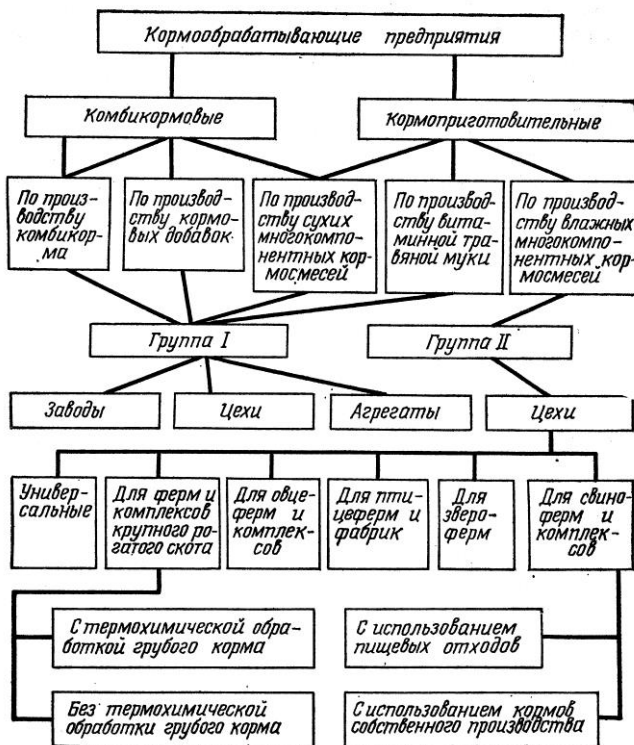 Кормообрабатывающие предприятия
Комбикормовые
Кормоприготовительные
По произ-
водству
комбикор-
ма
По производ-
ству кормо-
вых добавок
По производ-
ству сухих
многокомпо-
нентных кор-
мосмесей
По производ-
ству вита-
минной тра-
вяной муки
По производ-
ству влажных
многокомпо-
нентных
кормосмесей
Группа I
Группа II
Заводы
Цехи
Агрегаты
Цехи
Универ-
сальные
Для ферм и
комплексов
крупного ро-
гатого скота
Для овце-
ферм и
комплек-
сов
Для пти-
цеферм и
фабрик
Для
зверо-
ферм
Для свино-
ферм и
комплек-
сов
С термохимической обра-
боткой грубого корма
С использованием
пищевых отходов
Без термохимической
обработки грубого корма
С использованием кормов
собственного производства